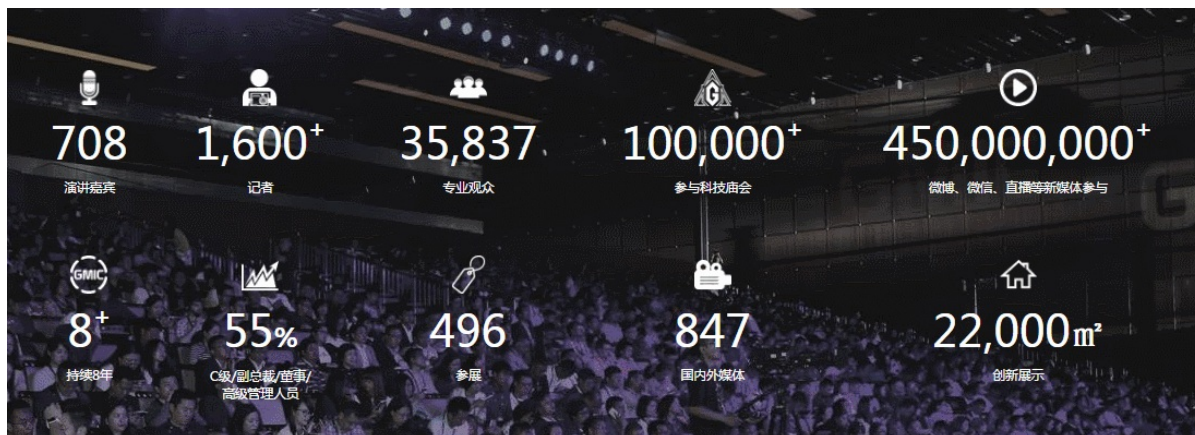 708
演讲嘉宾
1,600+
记者
35,837
专业观众
G
100,000+
参与科技庙会
450,000,000+
微博、微信、直播等新媒体参与
G
GMIC
8+
持续8年
55%
C级/副总裁/董事/
高级管理人员
496
参展
847
国内外媒体
22,000㎡
创新展示